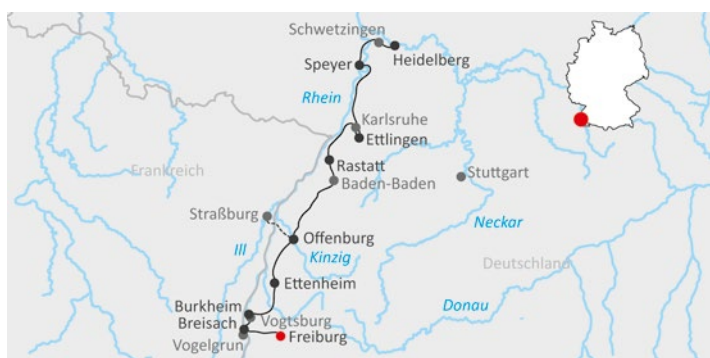 Schwetzingen
Heidelberg
Speyer
Rhein
Karlsruhe
Ettlingen
Frankreich
Rastatt
Baden-Baden
Stuttgart
Straßburg
Neckar
Offenburg
Ill
Kinzig
Deutschland
Ettenheim
Donau
Burkheim
Vogtsburg
Breisach
Freiburg
Vogelgrun